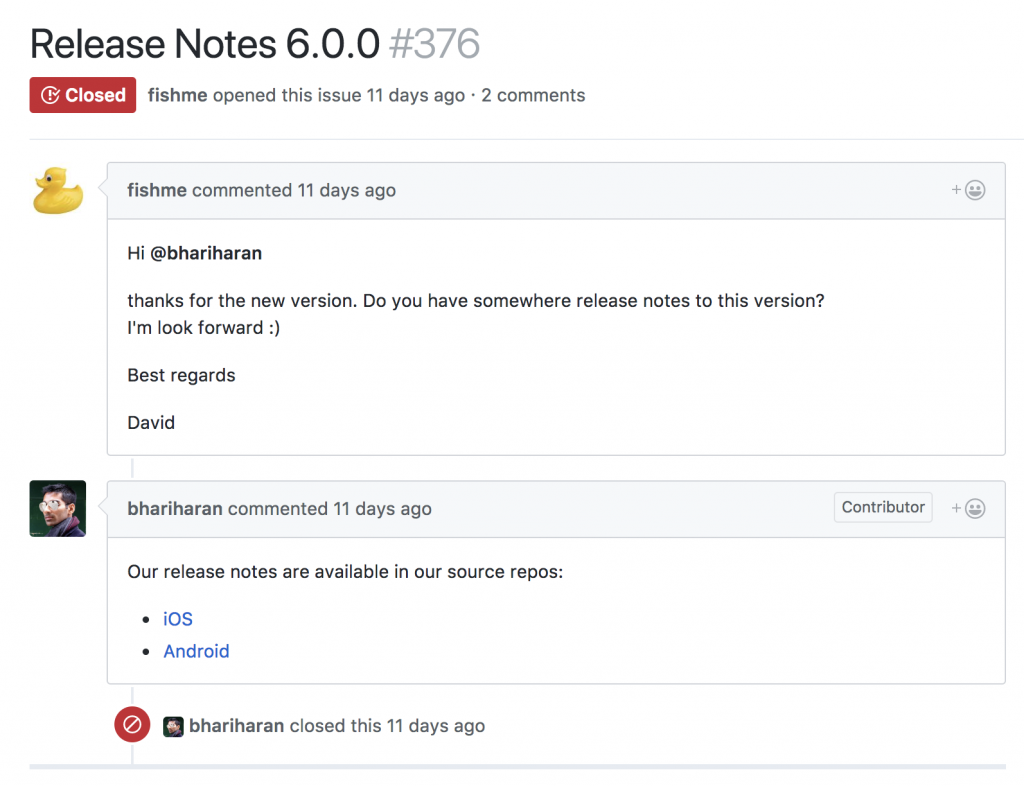 Release Notes 6.0.0 #376
Closed fishme opened this issue 11 days ago · 2 comments
fishme commented 11 days ago
Hi @bhariharan
thanks for the new version. Do you have somewhere release notes to this version?
I'm look forward :)
Best regards
David
bhariharan commented 11 days ago Contributor
Our release notes are available in our source repos:
• iOS
• Android
bhariharan closed this 11 days ago